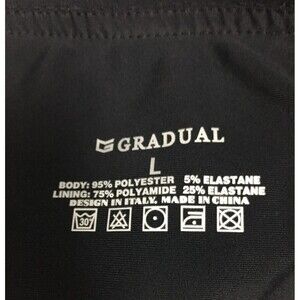 GRADUAL
L
BODY: 95% POLYESTER 5% ELASTANE
LINING: 75% POLYAMIDE 25% ELASTANE
DESIGN IN ITALY, MADE IN CHINA
30°